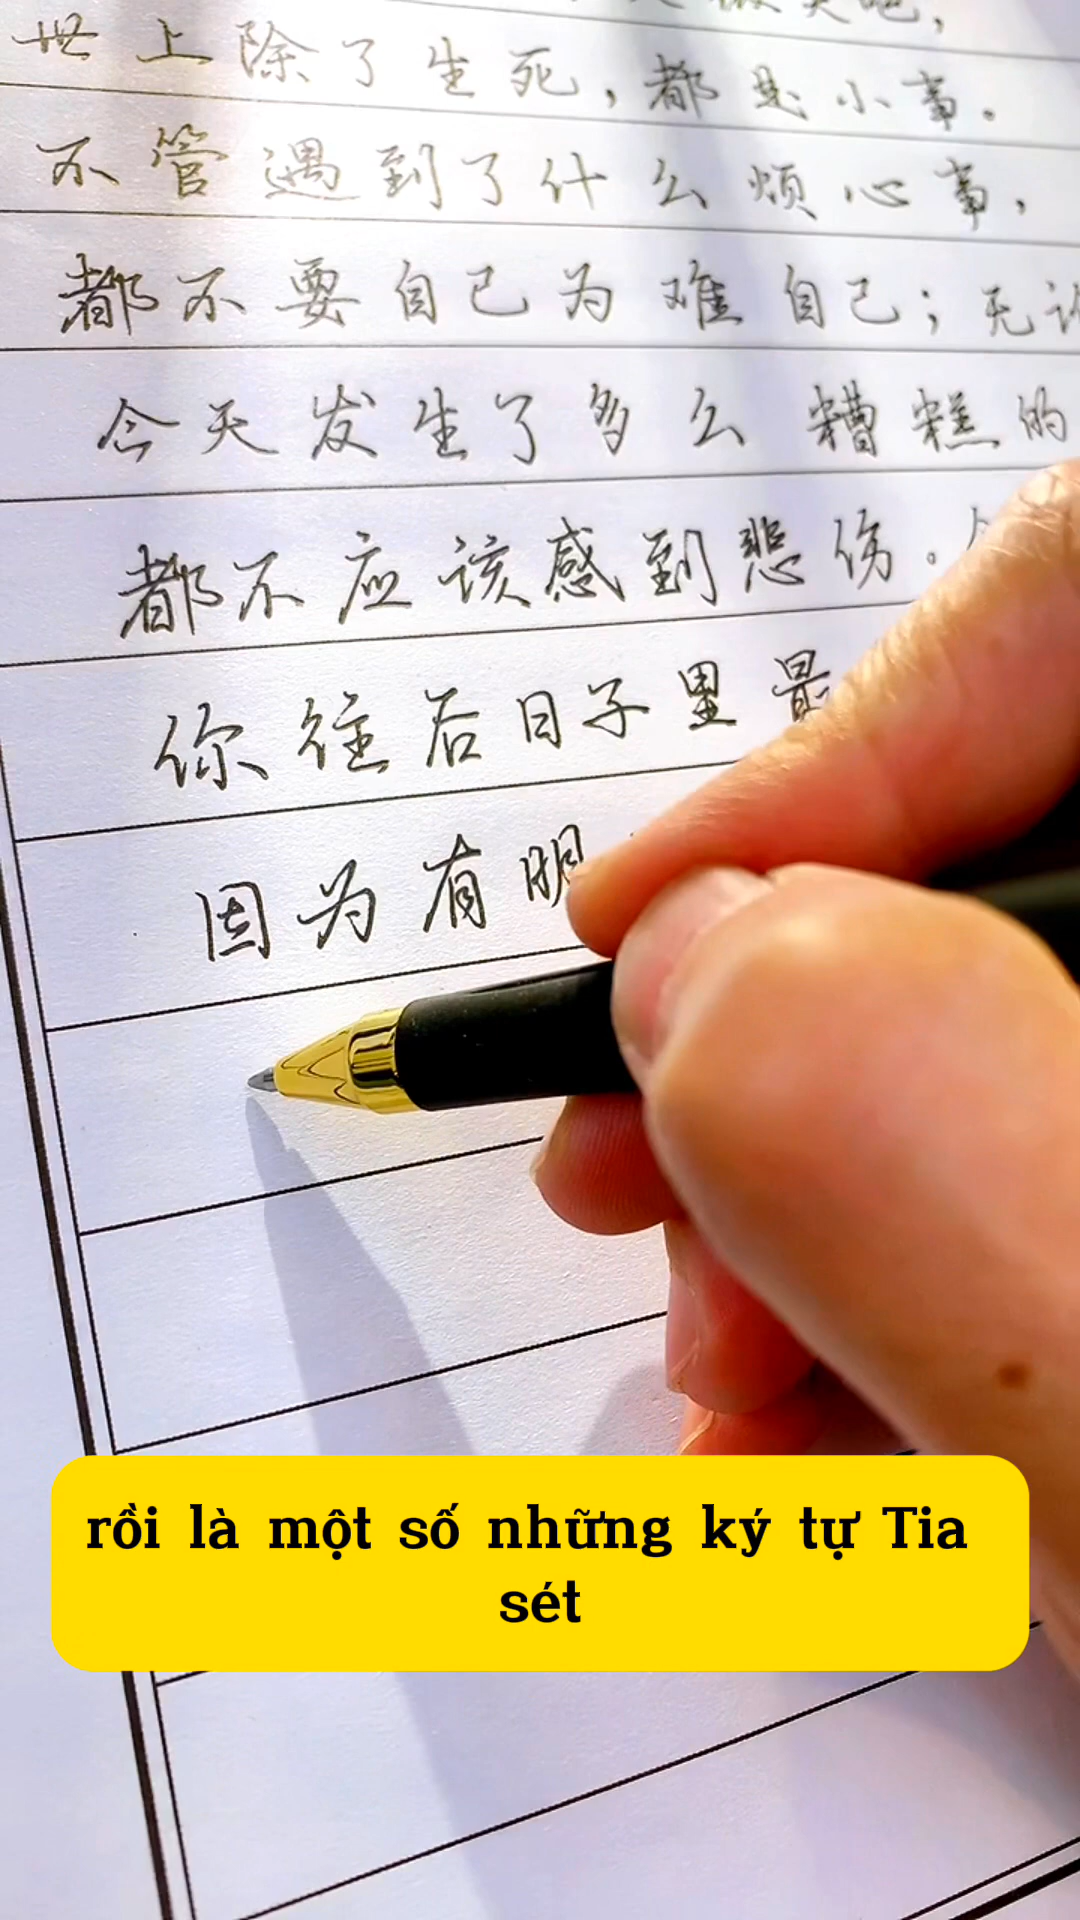 世上除了生死，都是小事。
不管遇到了什么烦心事，
都不要自己为难自己；无论
今天发生了多么糟糕的
都不应该感到悲伤。
你往后日子里最
因为有明
rồi là một số những ký tự Tia
sét